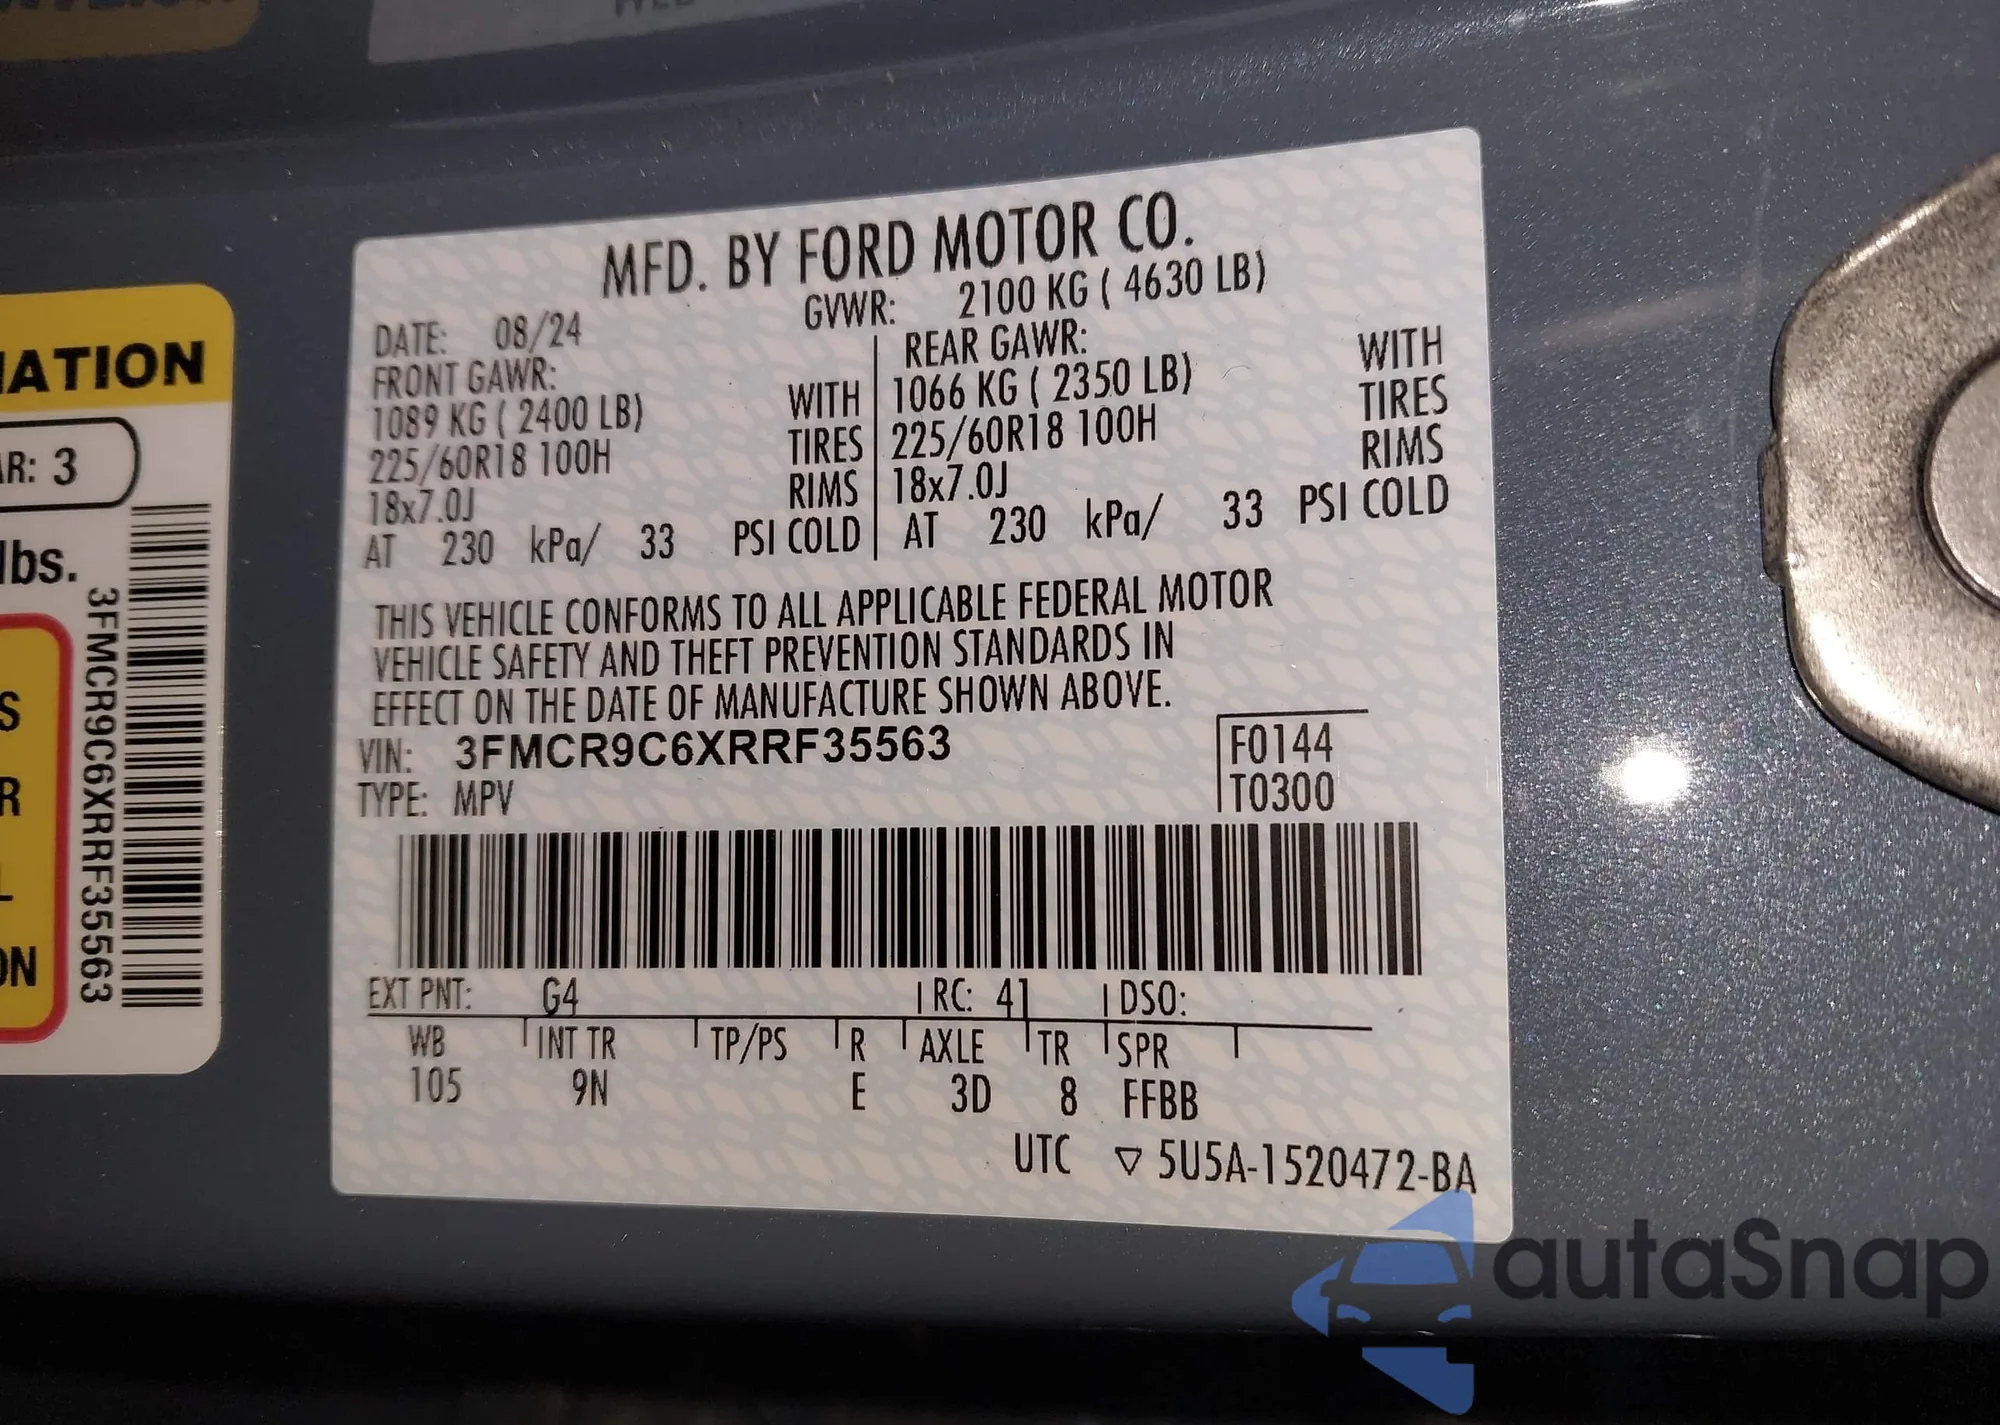 MFD. BY FORD MOTOR CO.
DATE: 08/24 GVWR: 2100 KG ( 4630 LB)
FRONT GAWR: REAR GAWR:
1089 KG ( 2400 LB) WITH 1066 KG ( 2350 LB) WITH
225/60R18 100H TIRES 225/60R18 100H TIRES
18x7.0J RIMS 18x7.0J RIMS
AT 230 kPa/ 33 PSI COLD AT 230 kPa/ 33 PSI COLD
THIS VEHICLE CONFORMS TO ALL APPLICABLE FEDERAL MOTOR
VEHICLE SAFETY AND THEFT PREVENTION STANDARDS IN
EFFECT ON THE DATE OF MANUFACTURE SHOWN ABOVE.
VIN: 3FMCR9C6XRRF35563 F0144
TYPE: MPV T0300
EXT PNT: G4 RC: 41 DSO:
WB INT TR TP/PS R AXLE TR SPR
105 9N E 3D 8 FFBB
UTC ▽ 5U5A-1520472-BA
AR: 3
lbs.
3FMCR9C6XRRF35563
autoSnap